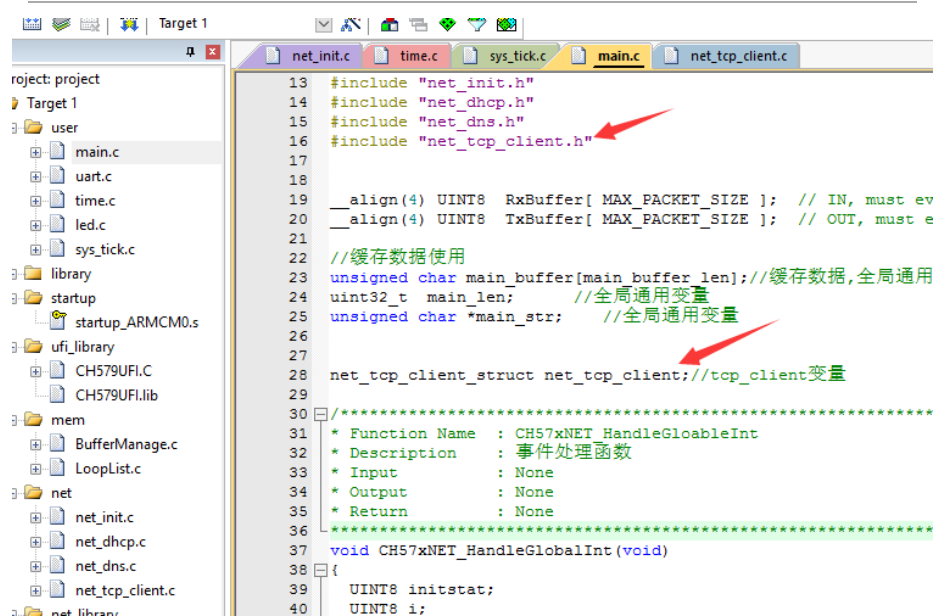 Target 1
net_init.c time.c sys_tick.c main.c net_tcp_client.c
roject: project
Target 1
user
main.c
uart.c
time.c
led.c
sys_tick.c
library
startup
startup_ARMCM0.s
ufi_library
CH579UFI.C
CH579UFI.lib
mem
BufferManage.c
LoopList.c
net
net_init.c
net_dhcp.c
net_dns.c
net_tcp_client.c
net_library
13 #include "net_init.h"
14 #include "net_dhcp.h"
15 #include "net_dns.h"
16 #include "net_tcp_client.h"
17
18
19 __align(4) UINT8 RxBuffer[ MAX_PACKET_SIZE ]; // IN, must ev
20 __align(4) UINT8 TxBuffer[ MAX_PACKET_SIZE ]; // OUT, must e
21
22 //缓存数据使用
23 unsigned char main_buffer[main_buffer_len];//缓存数据,全局通用
24 uint32_t main_len; //全局通用变量
25 unsigned char *main_str; //全局通用变量
26
27
28 net_tcp_client_struct net_tcp_client;//tcp_client变量
29
30 /*******************************************************************
31 * Function Name : CH57xNET_HandleGloableInt
32 * Description : 事件处理函数
33 * Input : None
34 * Output : None
35 * Return : None
36 *******************************************************************
37 void CH57xNET_HandleGlobalInt(void)
38 {
39 UINT8 initstat;
40 UINT8 i;